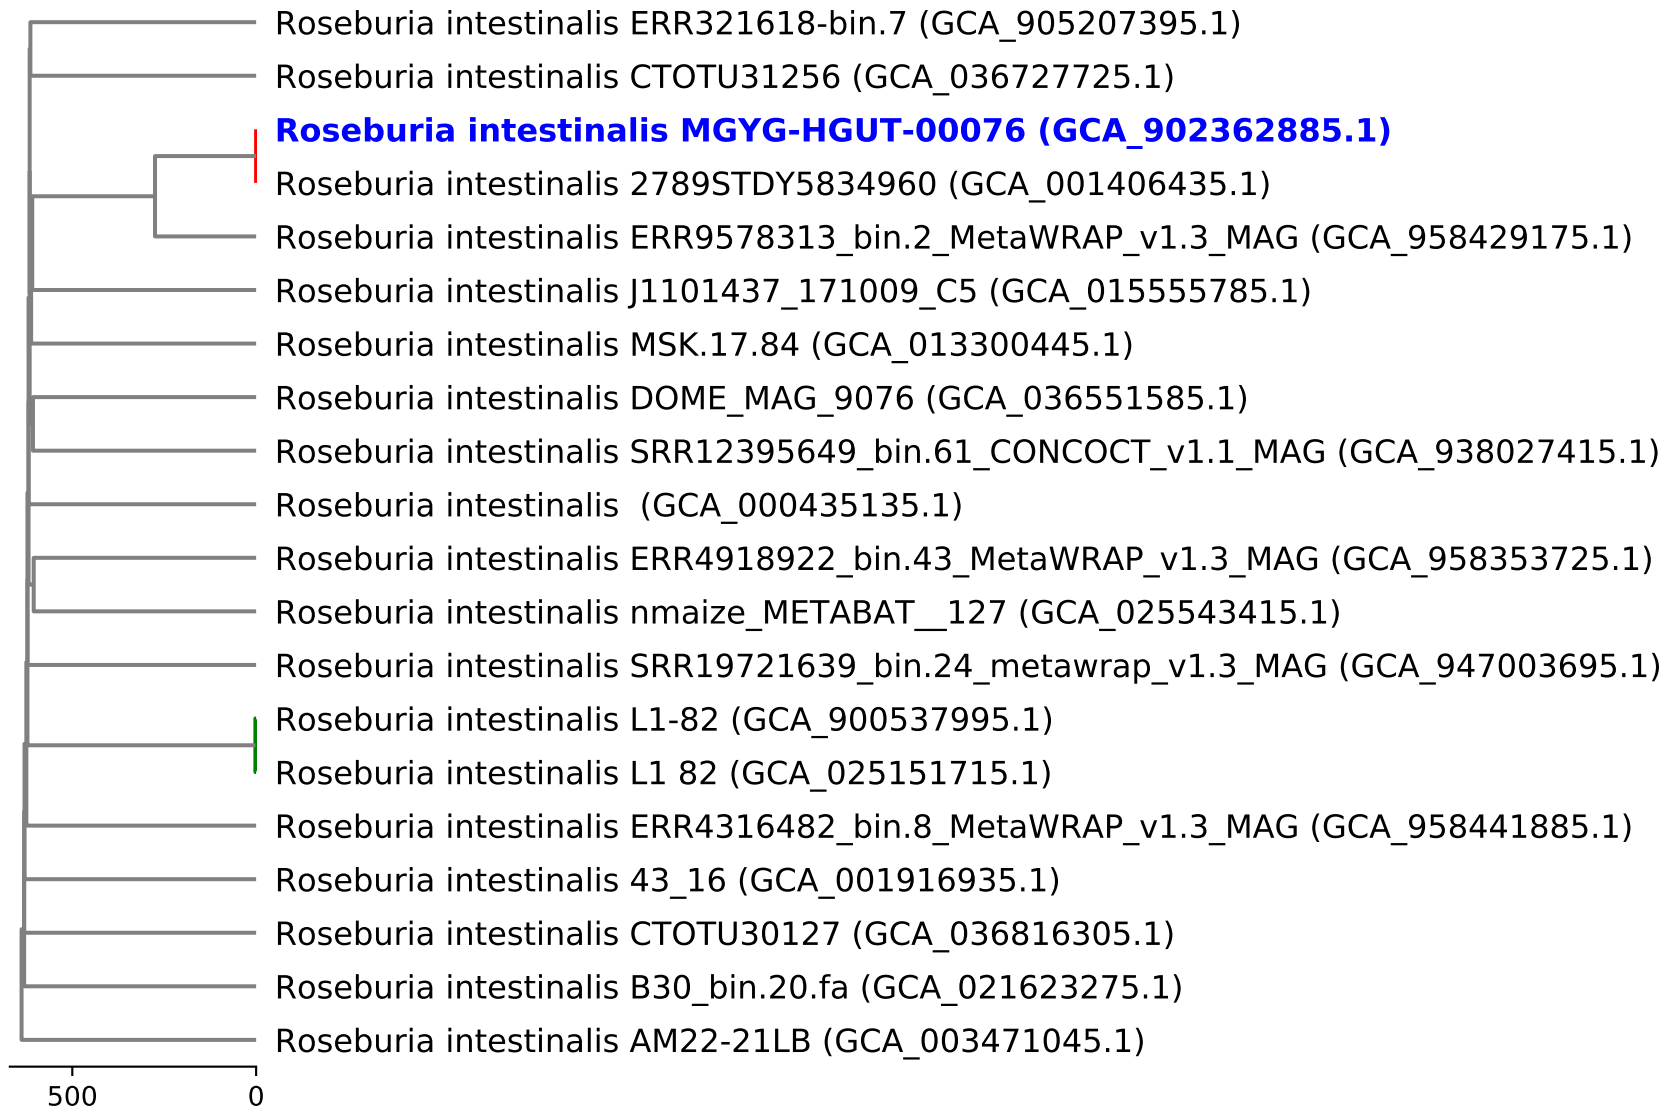 Roseburia intestinalis ERR321618-bin.7 (GCA_905207395.1)
Roseburia intestinalis CTOTU31256 (GCA_036727725.1)
Roseburia intestinalis MGYG-HGUT-00076 (GCA_902362885.1)
Roseburia intestinalis 2789STDY5834960 (GCA_001406435.1)
Roseburia intestinalis ERR9578313_bin.2_MetaWRAP_v1.3_MAG (GCA_958429175.1)
Roseburia intestinalis J1101437_171009_C5 (GCA_015555785.1)
Roseburia intestinalis MSK.17.84 (GCA_013300445.1)
Roseburia intestinalis DOME_MAG_9076 (GCA_036551585.1)
Roseburia intestinalis SRR12395649_bin.61_CONCOCT_v1.1_MAG (GCA_938027415.1)
Roseburia intestinalis  (GCA_000435135.1)
Roseburia intestinalis ERR4918922_bin.43_MetaWRAP_v1.3_MAG (GCA_958353725.1)
Roseburia intestinalis nmaize_METABAT__127 (GCA_025543415.1)
Roseburia intestinalis SRR19721639_bin.24_metawrap_v1.3_MAG (GCA_947003695.1)
Roseburia intestinalis L1-82 (GCA_900537995.1)
Roseburia intestinalis L1 82 (GCA_025151715.1)
Roseburia intestinalis ERR4316482_bin.8_MetaWRAP_v1.3_MAG (GCA_958441885.1)
Roseburia intestinalis 43_16 (GCA_001916935.1)
Roseburia intestinalis CTOTU30127 (GCA_036816305.1)
Roseburia intestinalis B30_bin.20.fa (GCA_021623275.1)
Roseburia intestinalis AM22-21LB (GCA_003471045.1)
500 0